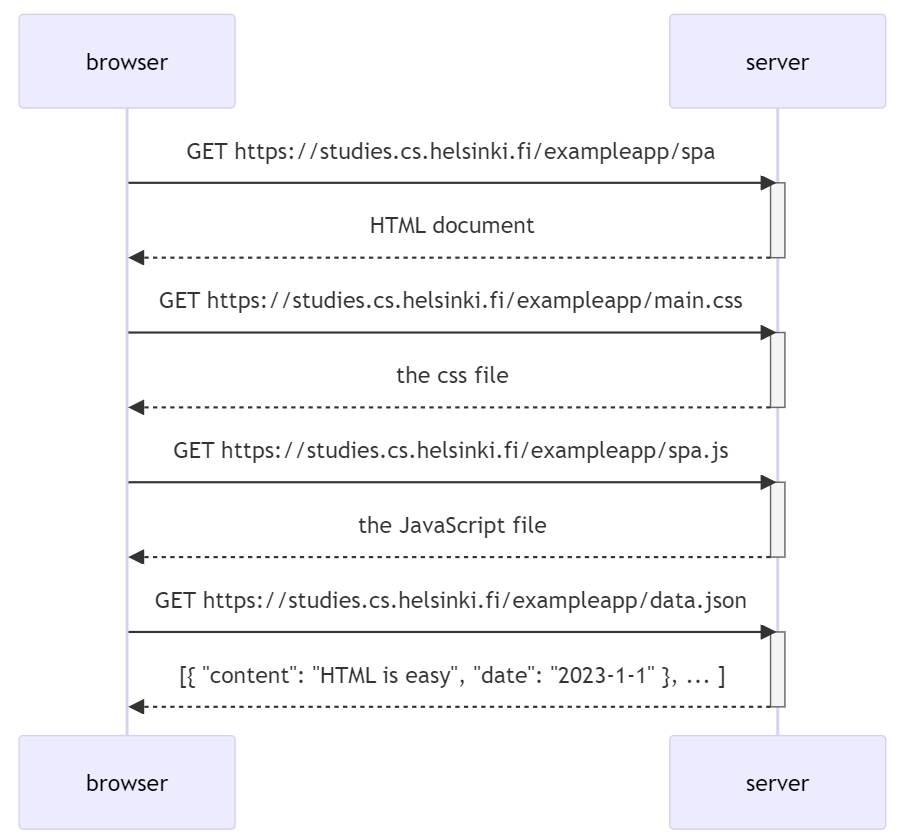 browser
server
GET https://studies.cs.helsinki.fi/exampleapp/spa
HTML document
GET https://studies.cs.helsinki.fi/exampleapp/main.css
the css file
GET https://studies.cs.helsinki.fi/exampleapp/spa.js
the JavaScript file
GET https://studies.cs.helsinki.fi/exampleapp/data.json
[{ "content": "HTML is easy", "date": "2023-1-1" }, ... ]
browser
server